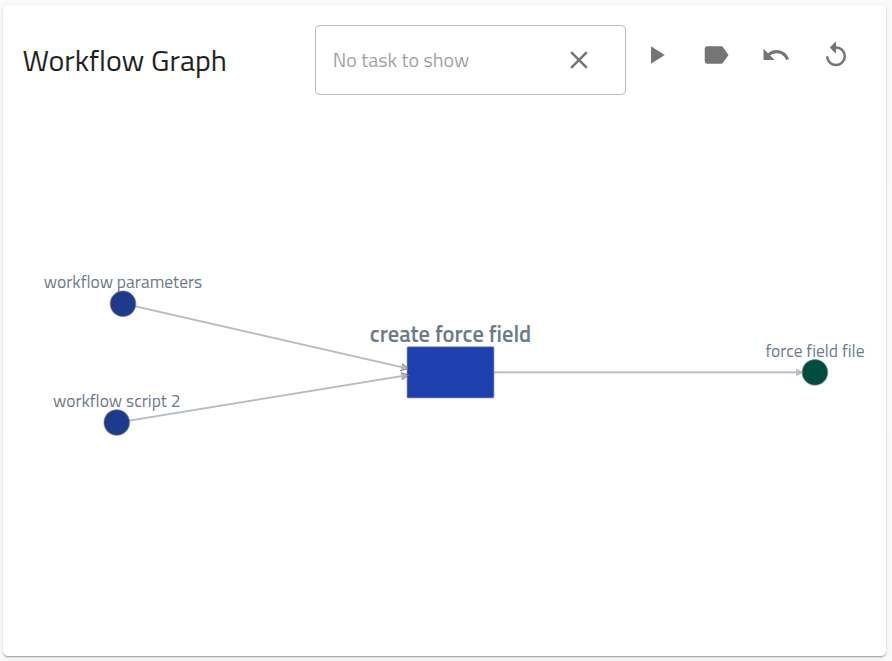 Workflow Graph
No task to show
workflow parameters
create force field
force field file
workflow script 2